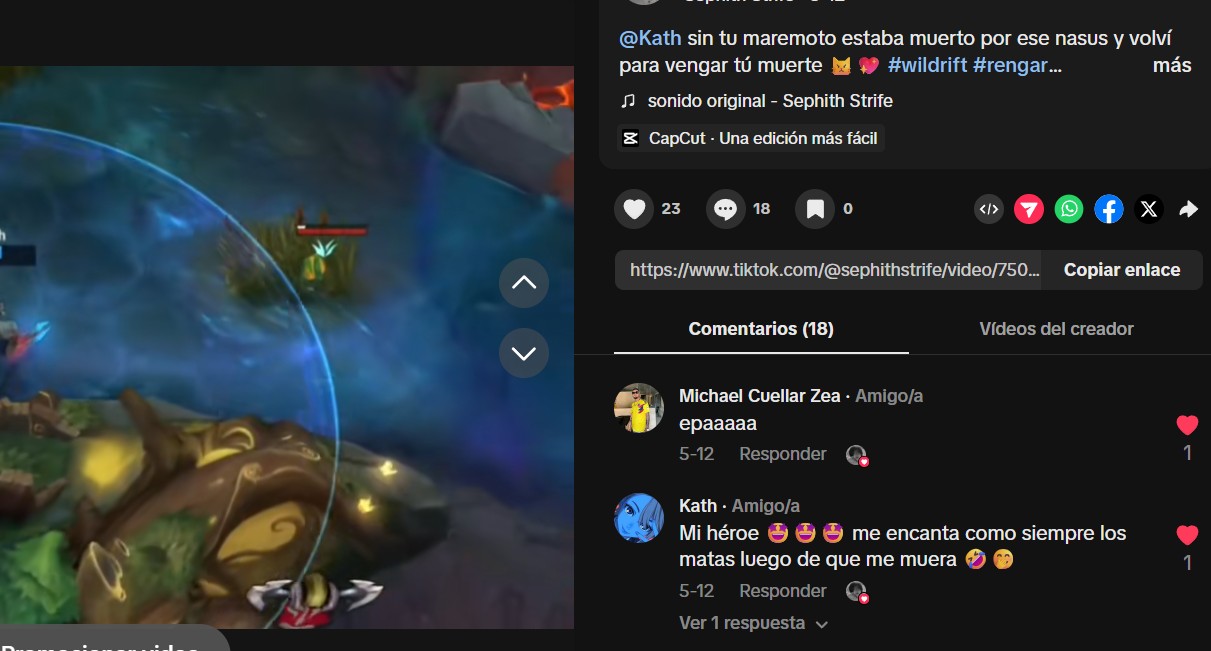 @Kath sin tu maremoto estaba muerto por ese nasus y volví
para vengar tú muerte 😼 💖 #wildrift #rengar... más
sonido original - Sephith Strife
CapCut · Una edición más fácil
23 18 0
https://www.tiktok.com/@sephithstrife/video/750... Copiar enlace
Comentarios (18) Vídeos del creador
Michael Cuellar Zea · Amigo/a
epaaaaa
1
5-12 Responder
Kath · Amigo/a
Mi héroe 🤩 🤩 🤩 me encanta como siempre los
matas luego de que me muera 🤣 🤭
1
5-12 Responder
Ver 1 respuesta
Promocionar video